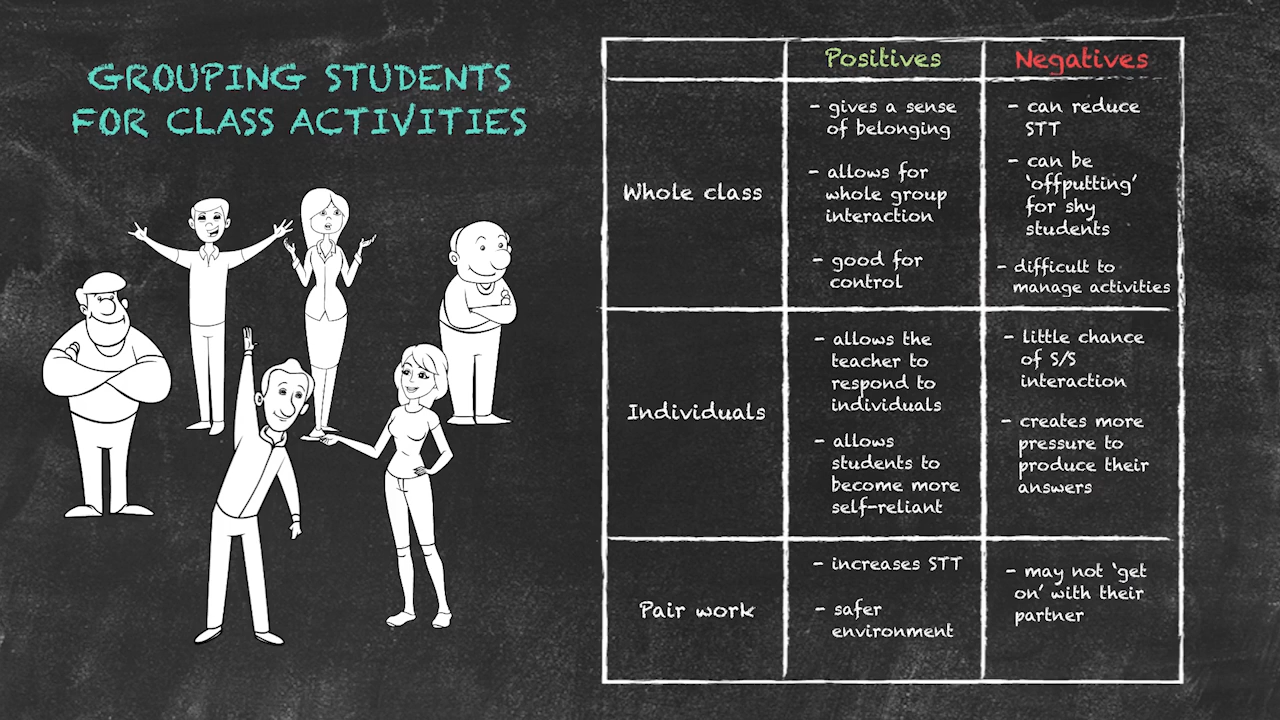 GROUPING STUDENTS
FOR CLASS ACTIVITIES
Positives
Negatives
Whole class
- gives a sense
of belonging
- allows for
whole group
interaction
- good for
control
- can reduce
STT
- can be
'offputting'
for shy
students
- difficult to
manage activities
Individuals
- allows the
teacher to
respond to
individuals
- allows
students to
become more
self-reliant
- little chance
of S/S
interaction
- creates more
pressure to
produce their
answers
Pair work
- increases STT
- safer
environment
- may not 'get
on' with their
partner